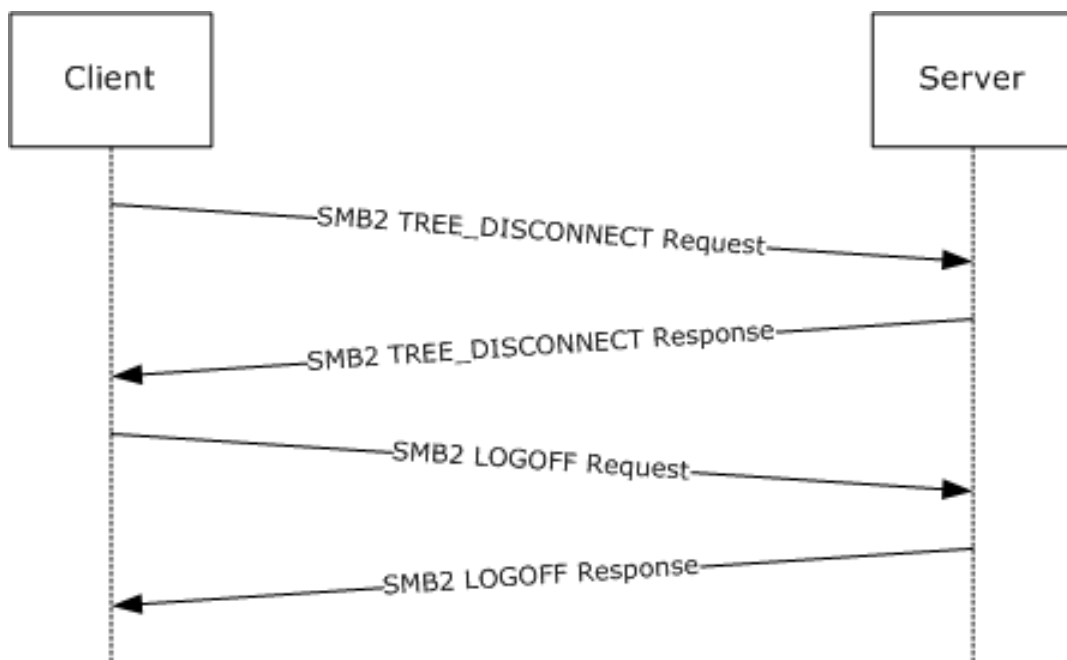 Client
Server
SMB2 TREE_DISCONNECT Request
SMB2 TREE_DISCONNECT Response
SMB2 LOGOFF Request
SMB2 LOGOFF Response